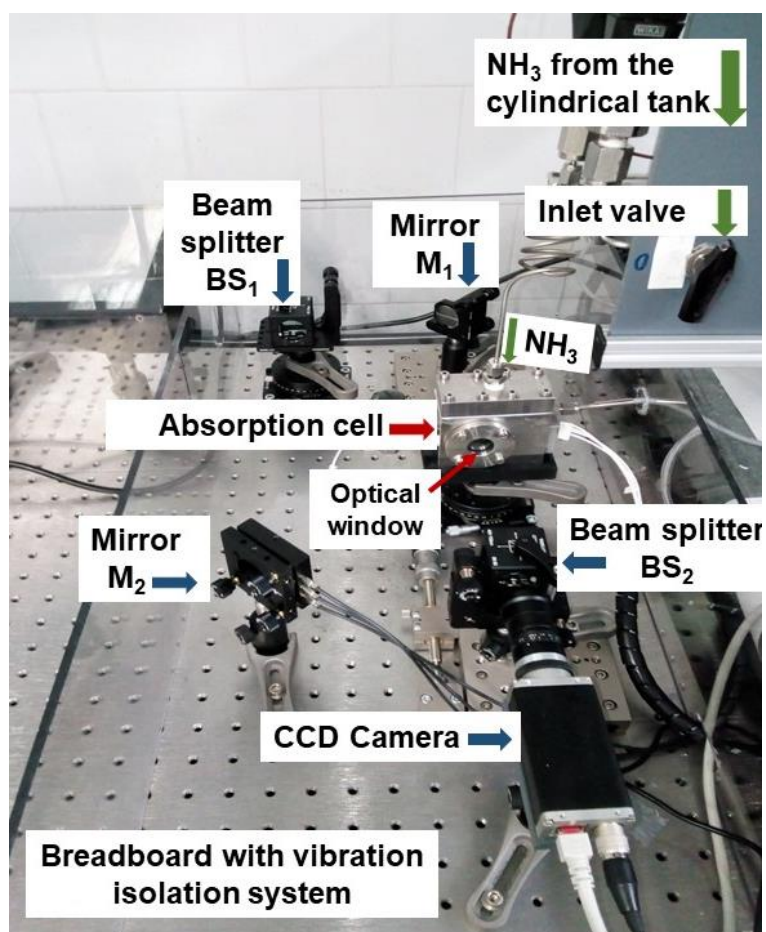 WIKA
NH₃ from the
cylindrical tank
Inlet valve
0
Beam
splitter
BS₁
Mirror
M₁
NH₃
Absorption cell
Optical
window
Mirror
M₂
Beam splitter
BS₂
CCD Camera
Breadboard with vibration
isolation system